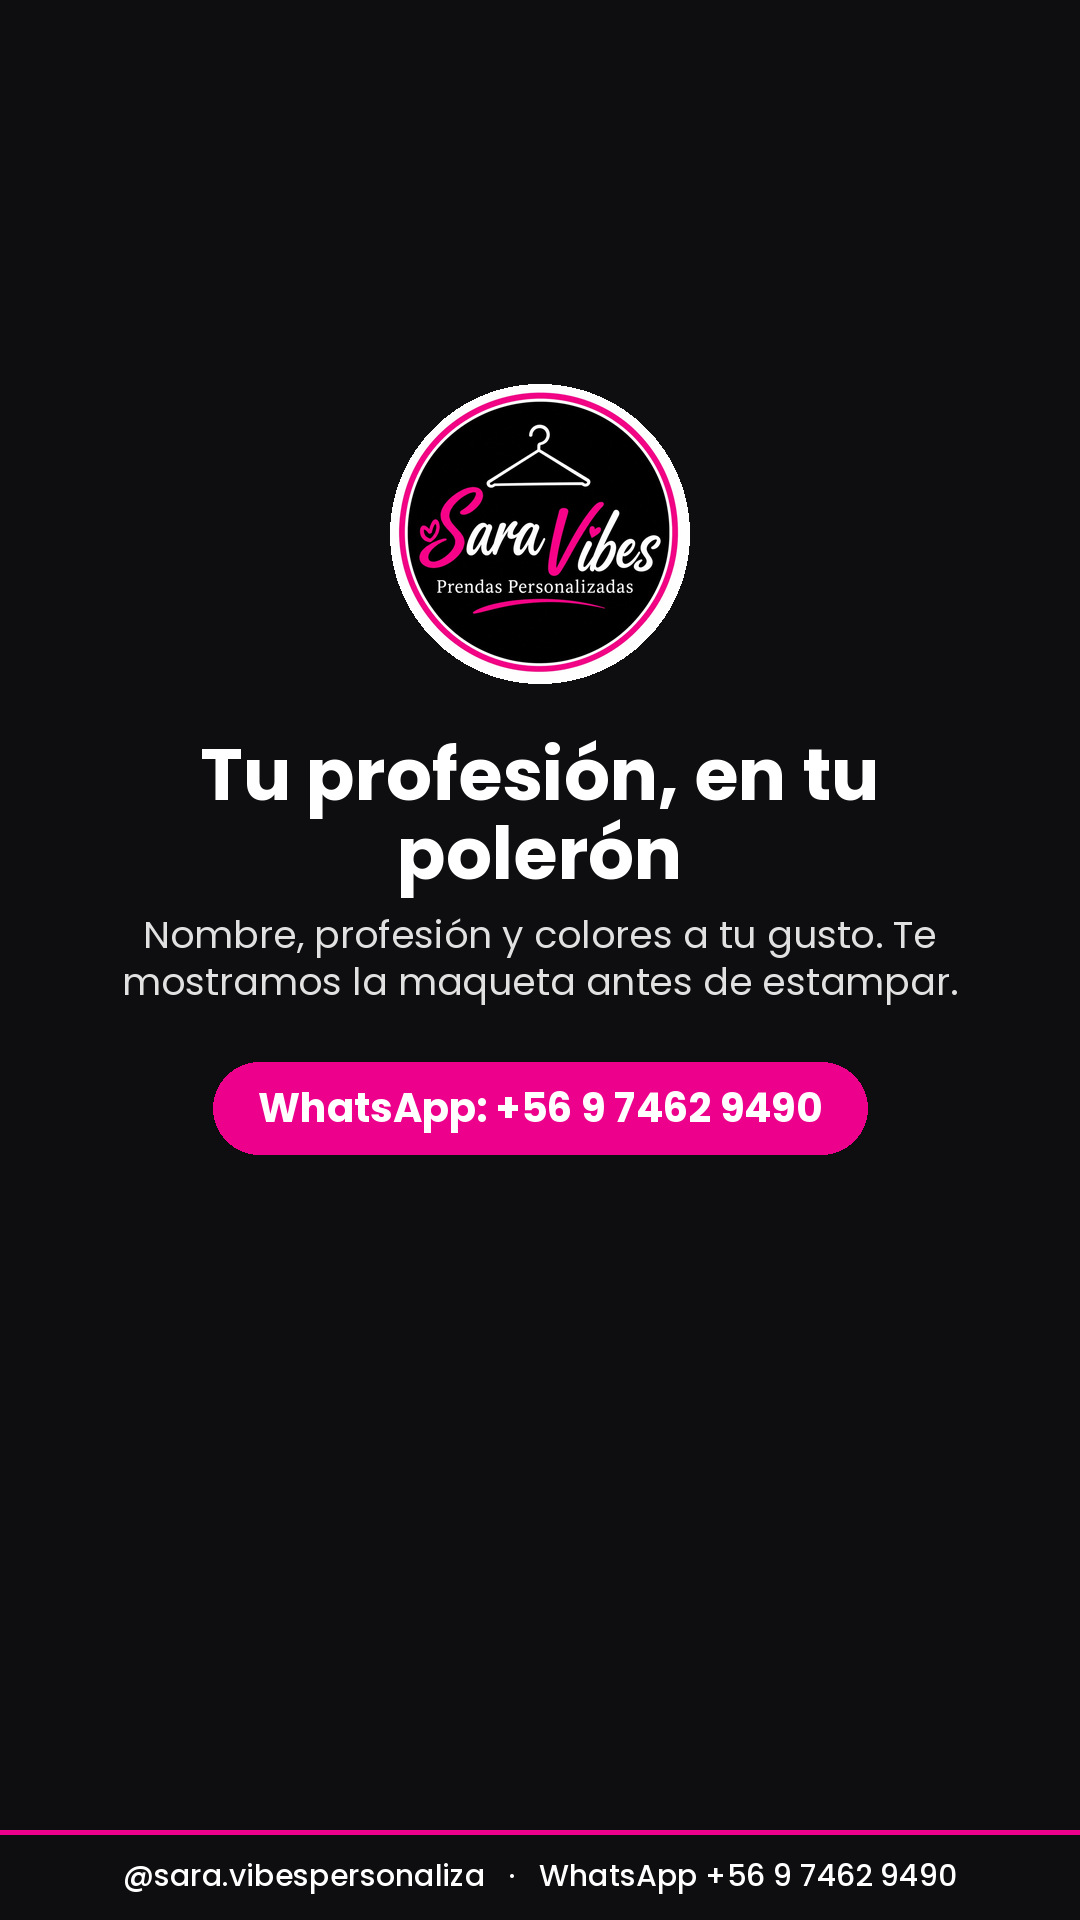 Sara Vibes
Prendas Personalizadas
Tu profesión, en tu
polerón
Nombre, profesión y colores a tu gusto. Te
mostramos la maqueta antes de estampar.
WhatsApp: +56 9 7462 9490
@sara.vibespersonaliza · WhatsApp +56 9 7462 9490